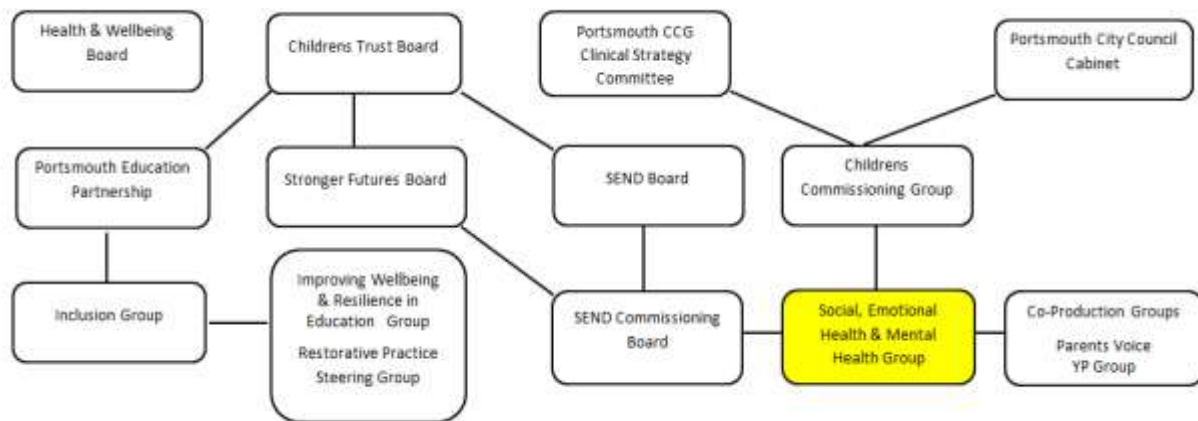 Health & Wellbeing
Board
Childrens Trust Board
Portsmouth CCG
Clinical Strategy
Committee
Portsmouth City Council
Cabinet
Portsmouth Education
Partnership
Stronger Futures Board
SEND Board
Childrens
Commissioning Group
Inclusion Group
Improving Wellbeing
& Resilience in
Education Group
Restorative Practice
Steering Group
SEND Commissioning
Board
Social, Emotional
Health & Mental
Health Group
Co-Production Groups
Parents Voice
YP Group